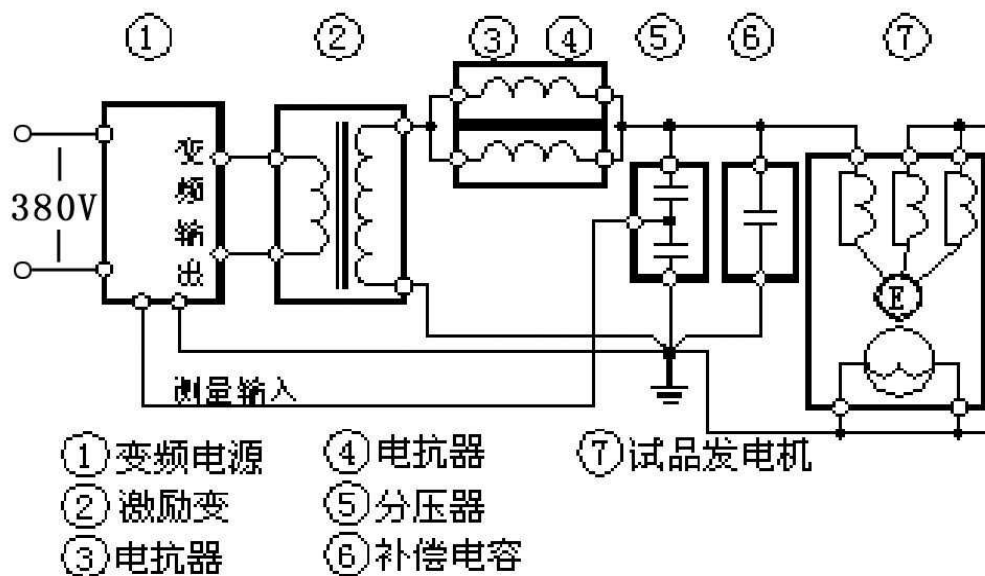 ① ② ③ ④ ⑤ ⑥ ⑦
380V
变频输出
E
测量输入
①变频电源
②激励变
③电抗器
④电抗器
⑤分压器
⑥补偿电容
⑦试品发电机